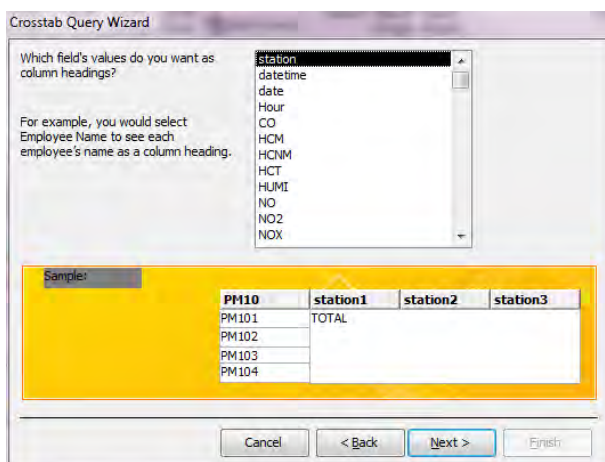 Crosstab Query Wizard
Which field's values do you want as
column headings?
For example, you would select
Employee Name to see each
employee's name as a column heading.
station
datetime
date
Hour
CO
HCM
HCNM
HCT
HUMI
NO
NO2
NOX
Sample:
PM10 station1 station2 station3
PM101 TOTAL
PM102
PM103
PM104
Cancel < Back Next > Finish